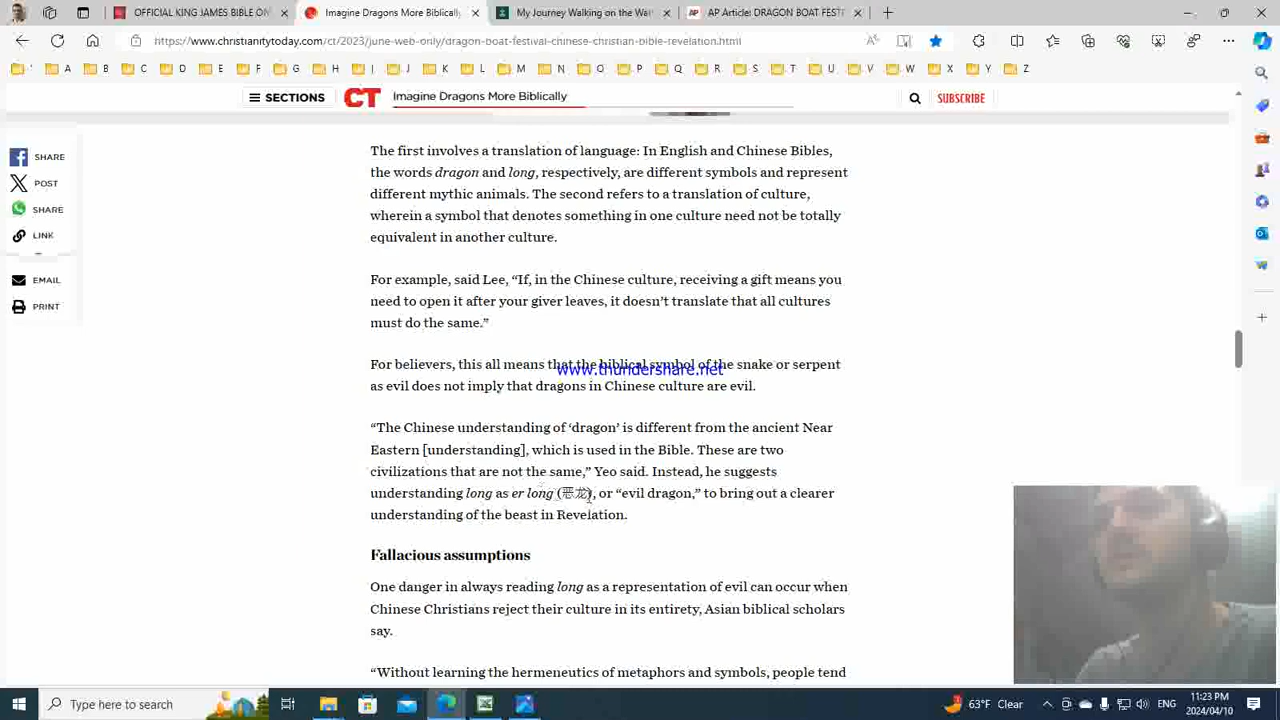 OFFICIAL KING JAMES BIBLE ON
Imagine Dragons More Biblically
My Journey Walking on the Wa
AP Article! DRAGON BOAT FEST
https://www.christianitytoday.com/ct/2023/june-web-only/dragon-boat-festival-chinese-christian-bible-revelation.html
A B C D E F G H I J K L M N O P Q R S T U V W X Y Z
SECTIONS CT Imagine Dragons More Biblically SUBSCRIBE
SHARE
POST
SHARE
LINK
EMAIL
PRINT
The first involves a translation of language: In English and Chinese Bibles,
the words dragon and long, respectively, are different symbols and represent
different mythic animals. The second refers to a translation of culture,
wherein a symbol that denotes something in one culture need not be totally
equivalent in another culture.
For example, said Lee, “If, in the Chinese culture, receiving a gift means you
need to open it after your giver leaves, it doesn’t translate that all cultures
must do the same.”
For believers, this all means that the biblical symbol of the snake or serpent
www.thundershare.net
as evil does not imply that dragons in Chinese culture are evil.
“The Chinese understanding of ‘dragon’ is different from the ancient Near
Eastern [understanding], which is used in the Bible. These are two
civilizations that are not the same,” Yeo said. Instead, he suggests
understanding long as er long (恶龙), or “evil dragon,” to bring out a clearer
understanding of the beast in Revelation.
Fallacious assumptions
One danger in always reading long as a representation of evil can occur when
Chinese Christians reject their culture in its entirety, Asian biblical scholars
say.
“Without learning the hermeneutics of metaphors and symbols, people tend
Type here to search
63°F Clear
ENG
11:23 PM
2024/04/10